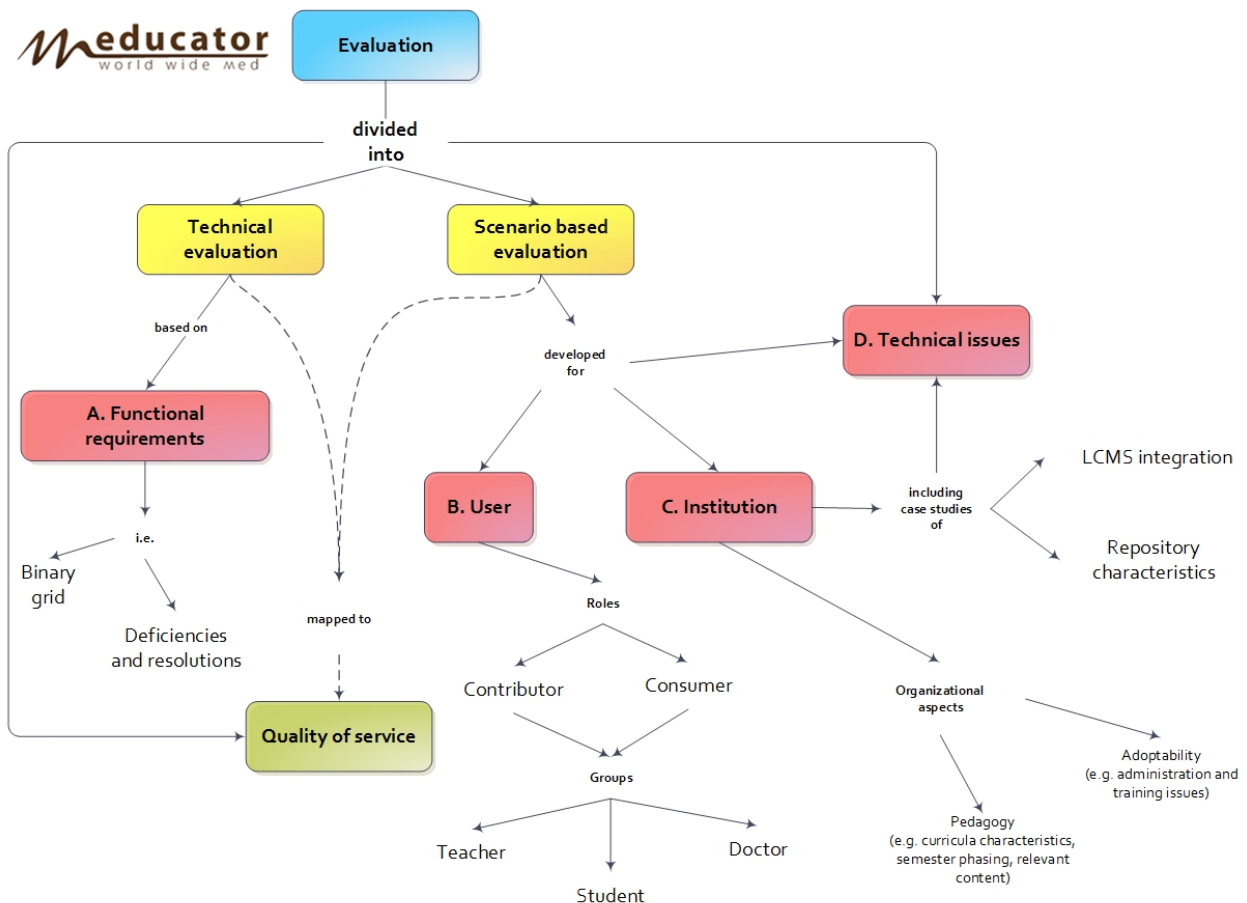 meducator
world wide med
Evaluation
divided
into
Technical
evaluation
Scenario based
evaluation
based on
D. Technical issues
developed
for
A. Functional
requirements
LCMS integration
B. User
C. Institution
including
case studies
of
i.e.
Repository
characteristics
Binary
grid
Roles
mapped to
Deficiencies
and resolutions
Contributor
Consumer
Organizational
aspects
Quality of service
Adoptability
(e.g. administration and
training issues)
Groups
Pedagogy
(e.g. curricula characteristics,
semester phasing, relevant
content)
Teacher
Doctor
Student